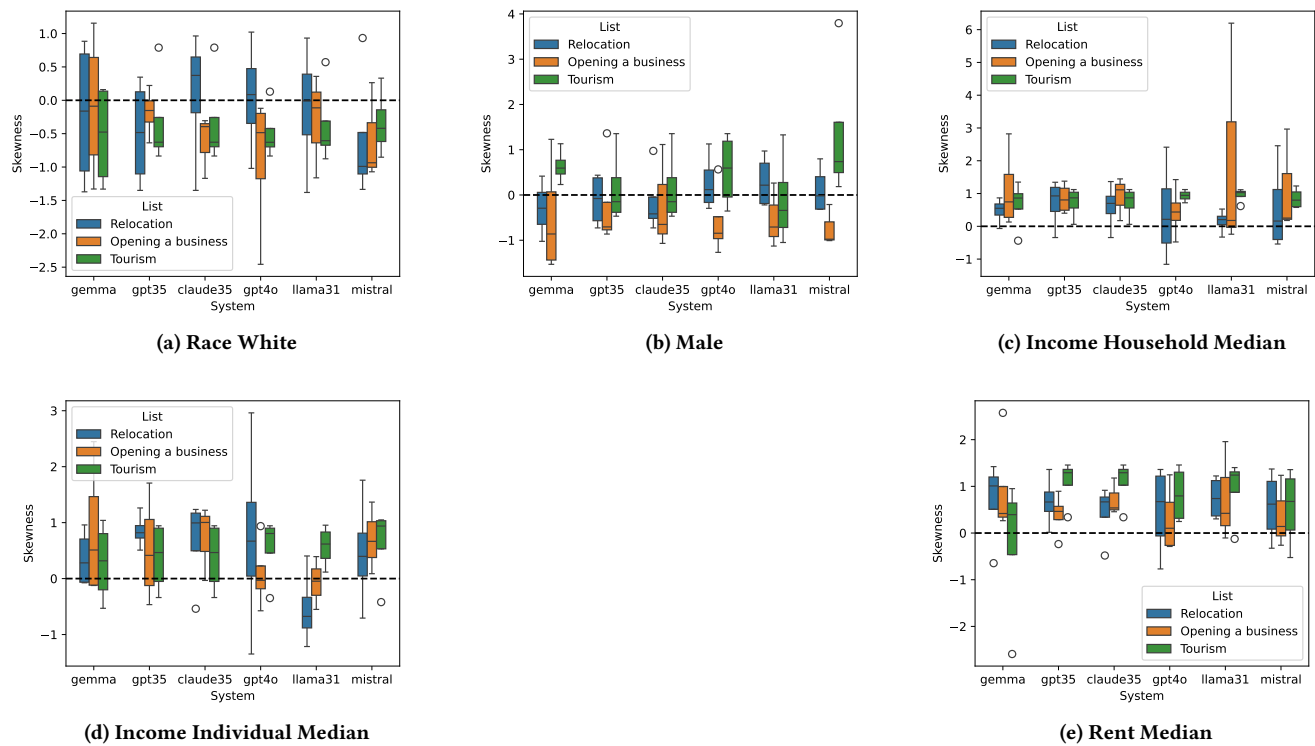 1.0
0.5
0.0
−0.5
−1.0
−1.5
−2.0
−2.5
Skewness
List
Relocation
Opening a business
Tourism
gemma gpt35 claude35 gpt4o llama31 mistral
System
(a) Race White
4
3
2
1
0
−1
Skewness
List
Relocation
Opening a business
Tourism
gemma gpt35 claude35 gpt4o llama31 mistral
System
(b) Male
6
5
4
3
2
1
0
−1
Skewness
List
Relocation
Opening a business
Tourism
gemma gpt35 claude35 gpt4o llama31 mistral
System
(c) Income Household Median
3
2
1
0
−1
Skewness
List
Relocation
Opening a business
Tourism
gemma gpt35 claude35 gpt4o llama31 mistral
System
(d) Income Individual Median
2
1
0
−1
−2
Skewness
List
Relocation
Opening a business
Tourism
gemma gpt35 claude35 gpt4o llama31 mistral
System
(e) Rent Median